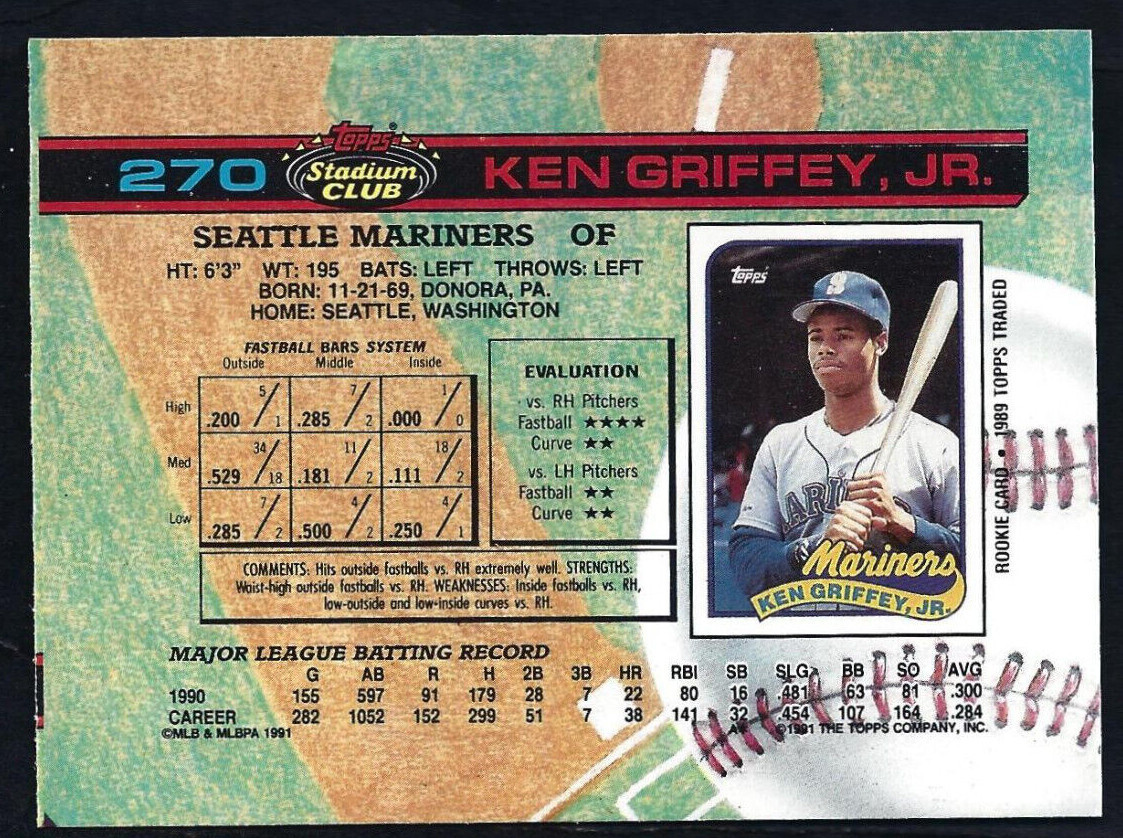 270 Topps® Stadium CLUB KEN GRIFFEY, JR.
SEATTLE MARINERS OF
HT: 6'3" WT: 195 BATS: LEFT THROWS: LEFT
BORN: 11-21-69, DONORA, PA.
HOME: SEATTLE, WASHINGTON
FASTBALL BARS SYSTEM
Outside Middle Inside
High .200 5/1 .285 7/2 .000 1/0
Med .529 34/18 .181 11/2 .111 18/2
Low .285 7/2 .500 4/2 .250 4/1
EVALUATION
vs. RH Pitchers
Fastball ★★★★
Curve ★★
vs. LH Pitchers
Fastball ★★
Curve ★★
COMMENTS: Hits outside fastballs vs. RH extremely well. STRENGTHS:
Waist-high outside fastballs vs. RH. WEAKNESSES: Inside fastballs vs. RH,
low-outside and low-inside curves vs. RH.
Topps
S
MARINERS
Mariners
KEN GRIFFEY, JR.
ROOKIE CARD • 1989 TOPPS TRADED
MAJOR LEAGUE BATTING RECORD
G AB R H 2B 3B HR RBI SB SLG BB SO AVG
1990 155 597 91 179 28 7 22 80 16 .481 63 81 .300
CAREER 282 1052 152 299 51 7 38 141 32 .454 107 164 .284
©MLB & MLBPA 1991 A* ©1991 THE TOPPS COMPANY, INC.